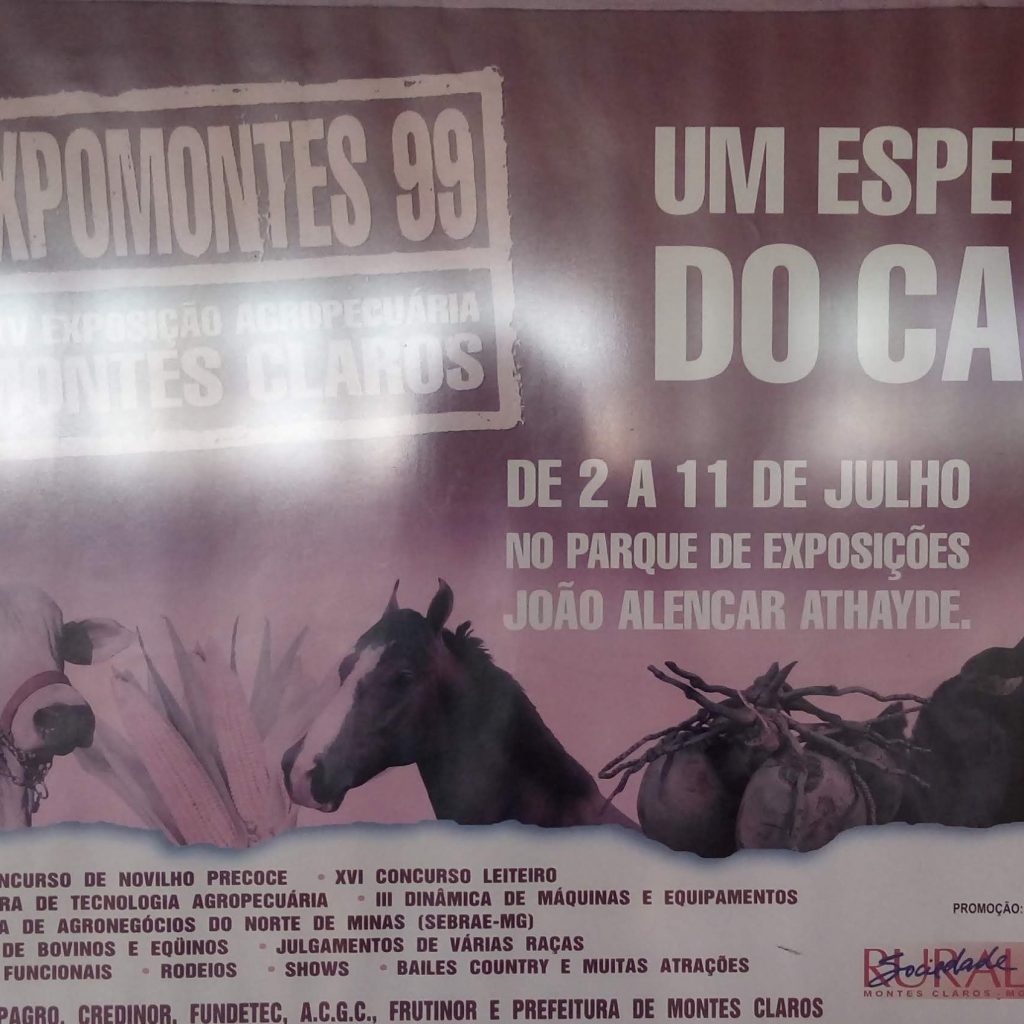 XPOMONTES 99
IV EXPOSIÇÃO AGROPECUÁRIA
MONTES CLAROS
UM ESPET
DO CA
DE 2 A 11 DE JULHO
NO PARQUE DE EXPOSIÇÕES
JOÃO ALENCAR ATHAYDE.
NCURSO DE NOVILHO PRECOCE • XVI CONCURSO LEITEIRO
RA DE TECNOLOGIA AGROPECUÁRIA • III DINÂMICA DE MÁQUINAS E EQUIPAMENTOS
A DE AGRONEGÓCIOS DO NORTE DE MINAS (SEBRAE-MG)
DE BOVINOS E EQÜINOS • JULGAMENTOS DE VÁRIAS RAÇAS
FUNCIONAIS • RODEIOS • SHOWS • BAILES COUNTRY E MUITAS ATRAÇÕES
PAGRO, CREDINOR, FUNDETEC, A.C.G.C., FRUTINOR E PREFEITURA DE MONTES CLAROS
PROMOÇÃO:
Sociedade
RURAL
MONTES CLAROS - MG